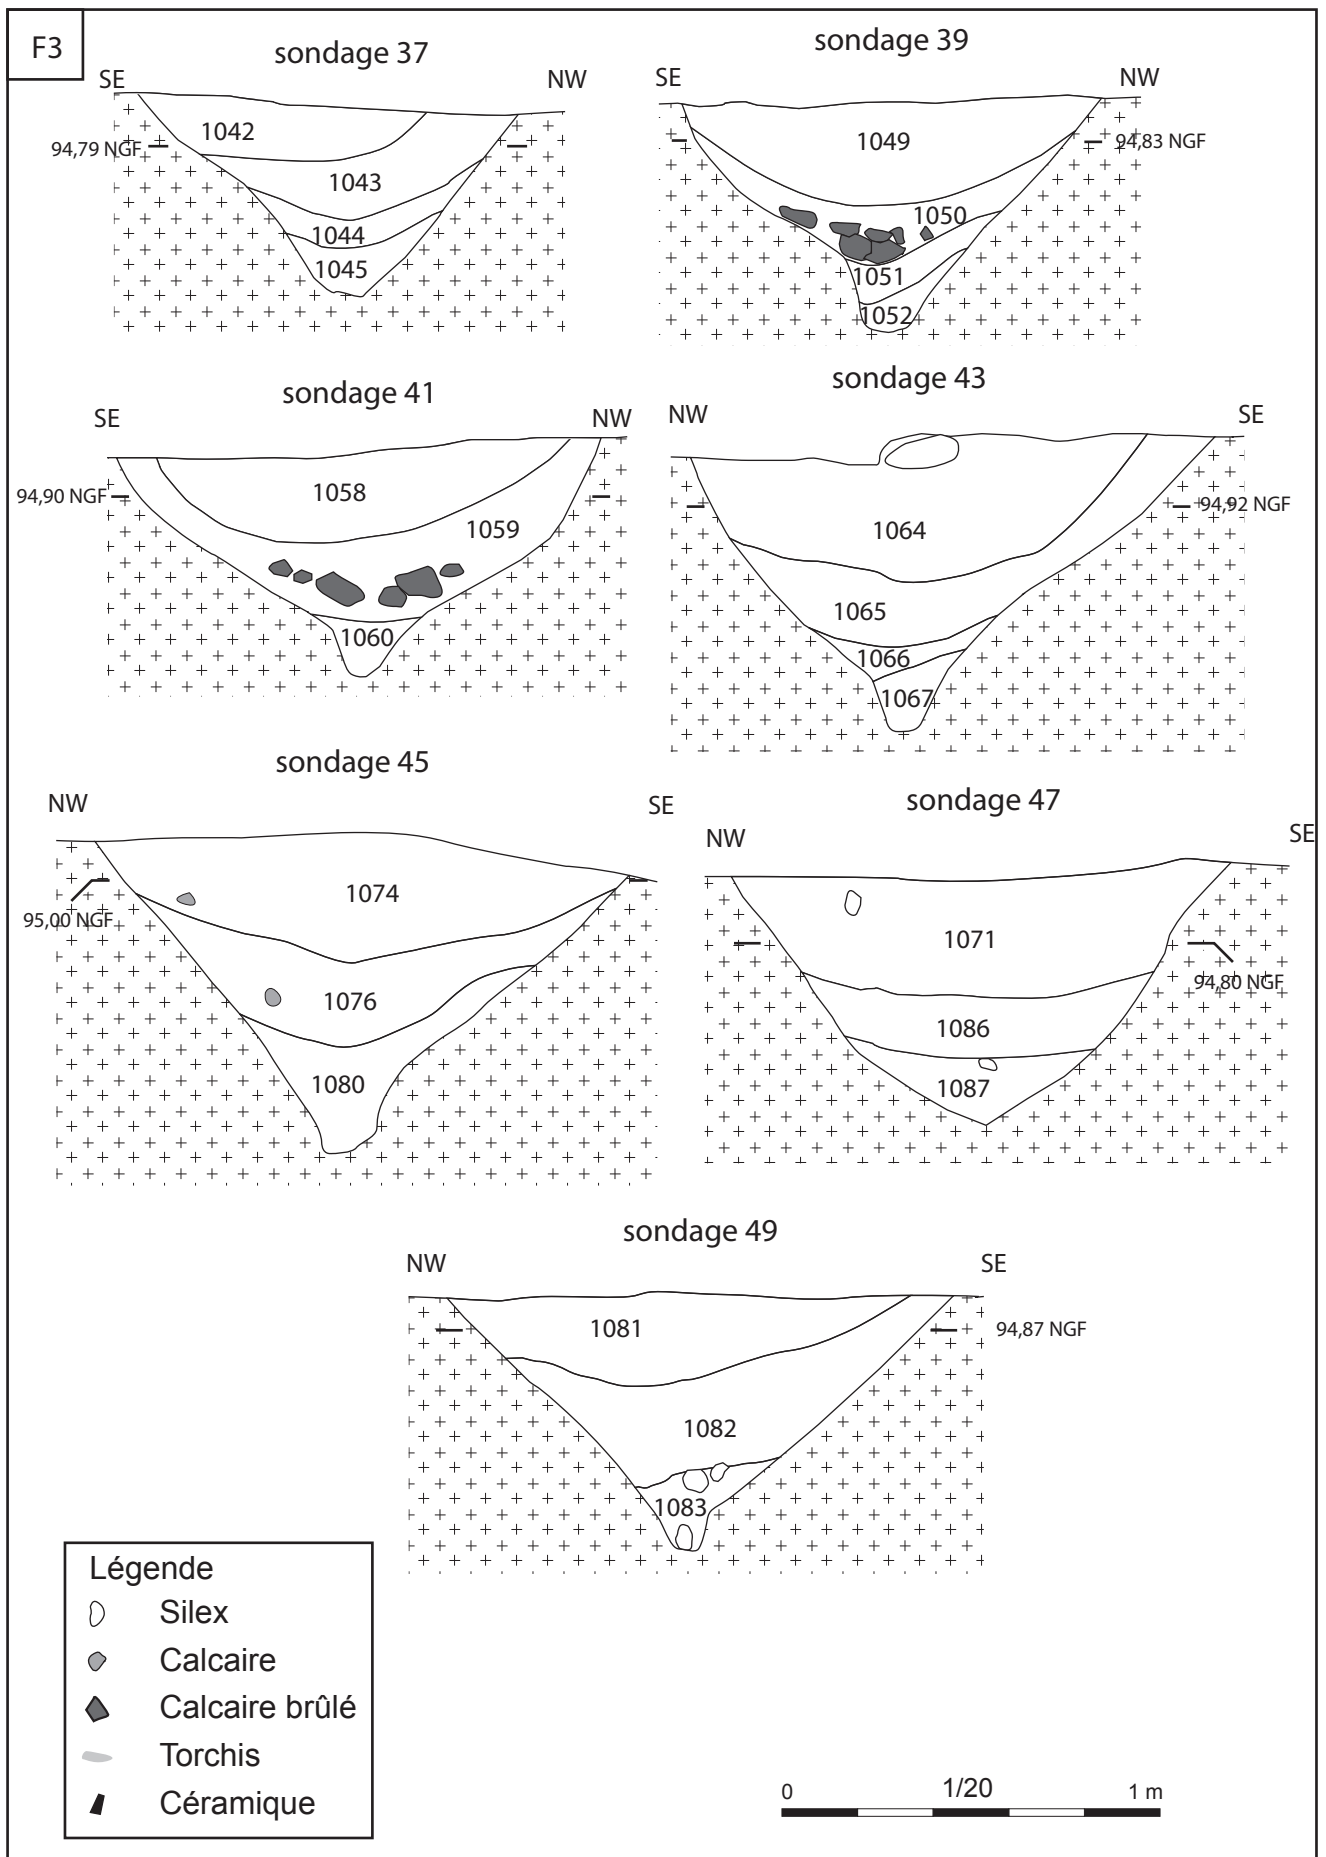 F3
sondage 37
SE NW
94,79 NGF
1042
1043
1044
1045
sondage 39
SE NW
94,83 NGF
1049
1050
1051
1052
sondage 41
SE NW
94,90 NGF
1058
1059
1060
sondage 43
NW SE
94,92 NGF
1064
1065
1066
1067
sondage 45
NW SE
95,00 NGF
1074
1076
1080
sondage 47
NW SE
94,80 NGF
1071
1086
1087
sondage 49
NW SE
94,87 NGF
1081
1082
1083
Légende
Silex
Calcaire
Calcaire brûlé
Torchis
Céramique
0 1/20 1 m